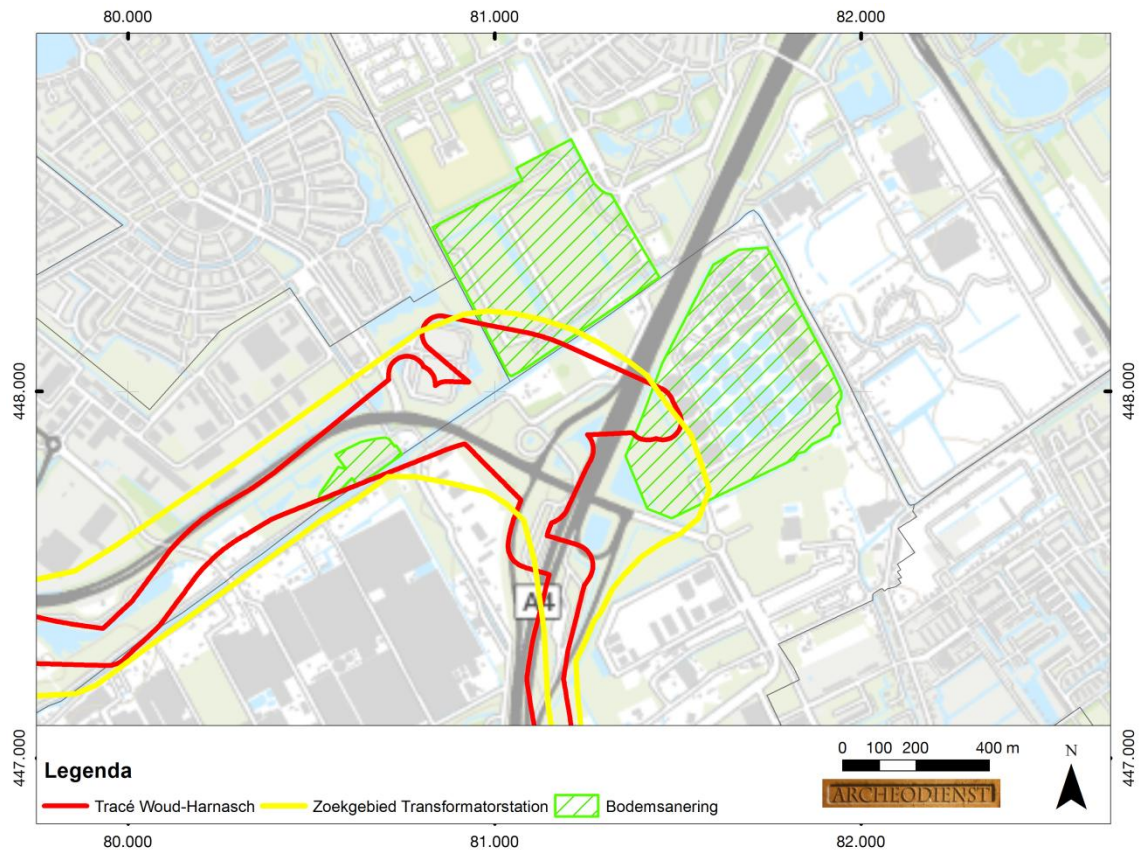 80.000 81.000 82.000
448.000 448.000
A4
447.000 447.000
Legenda
0 100 200 400 m
N
Tracé Woud-Harnasch Zoekgebied Transformatorstation Bodemsanering
ARCHEODIENST
80.000 81.000 82.000